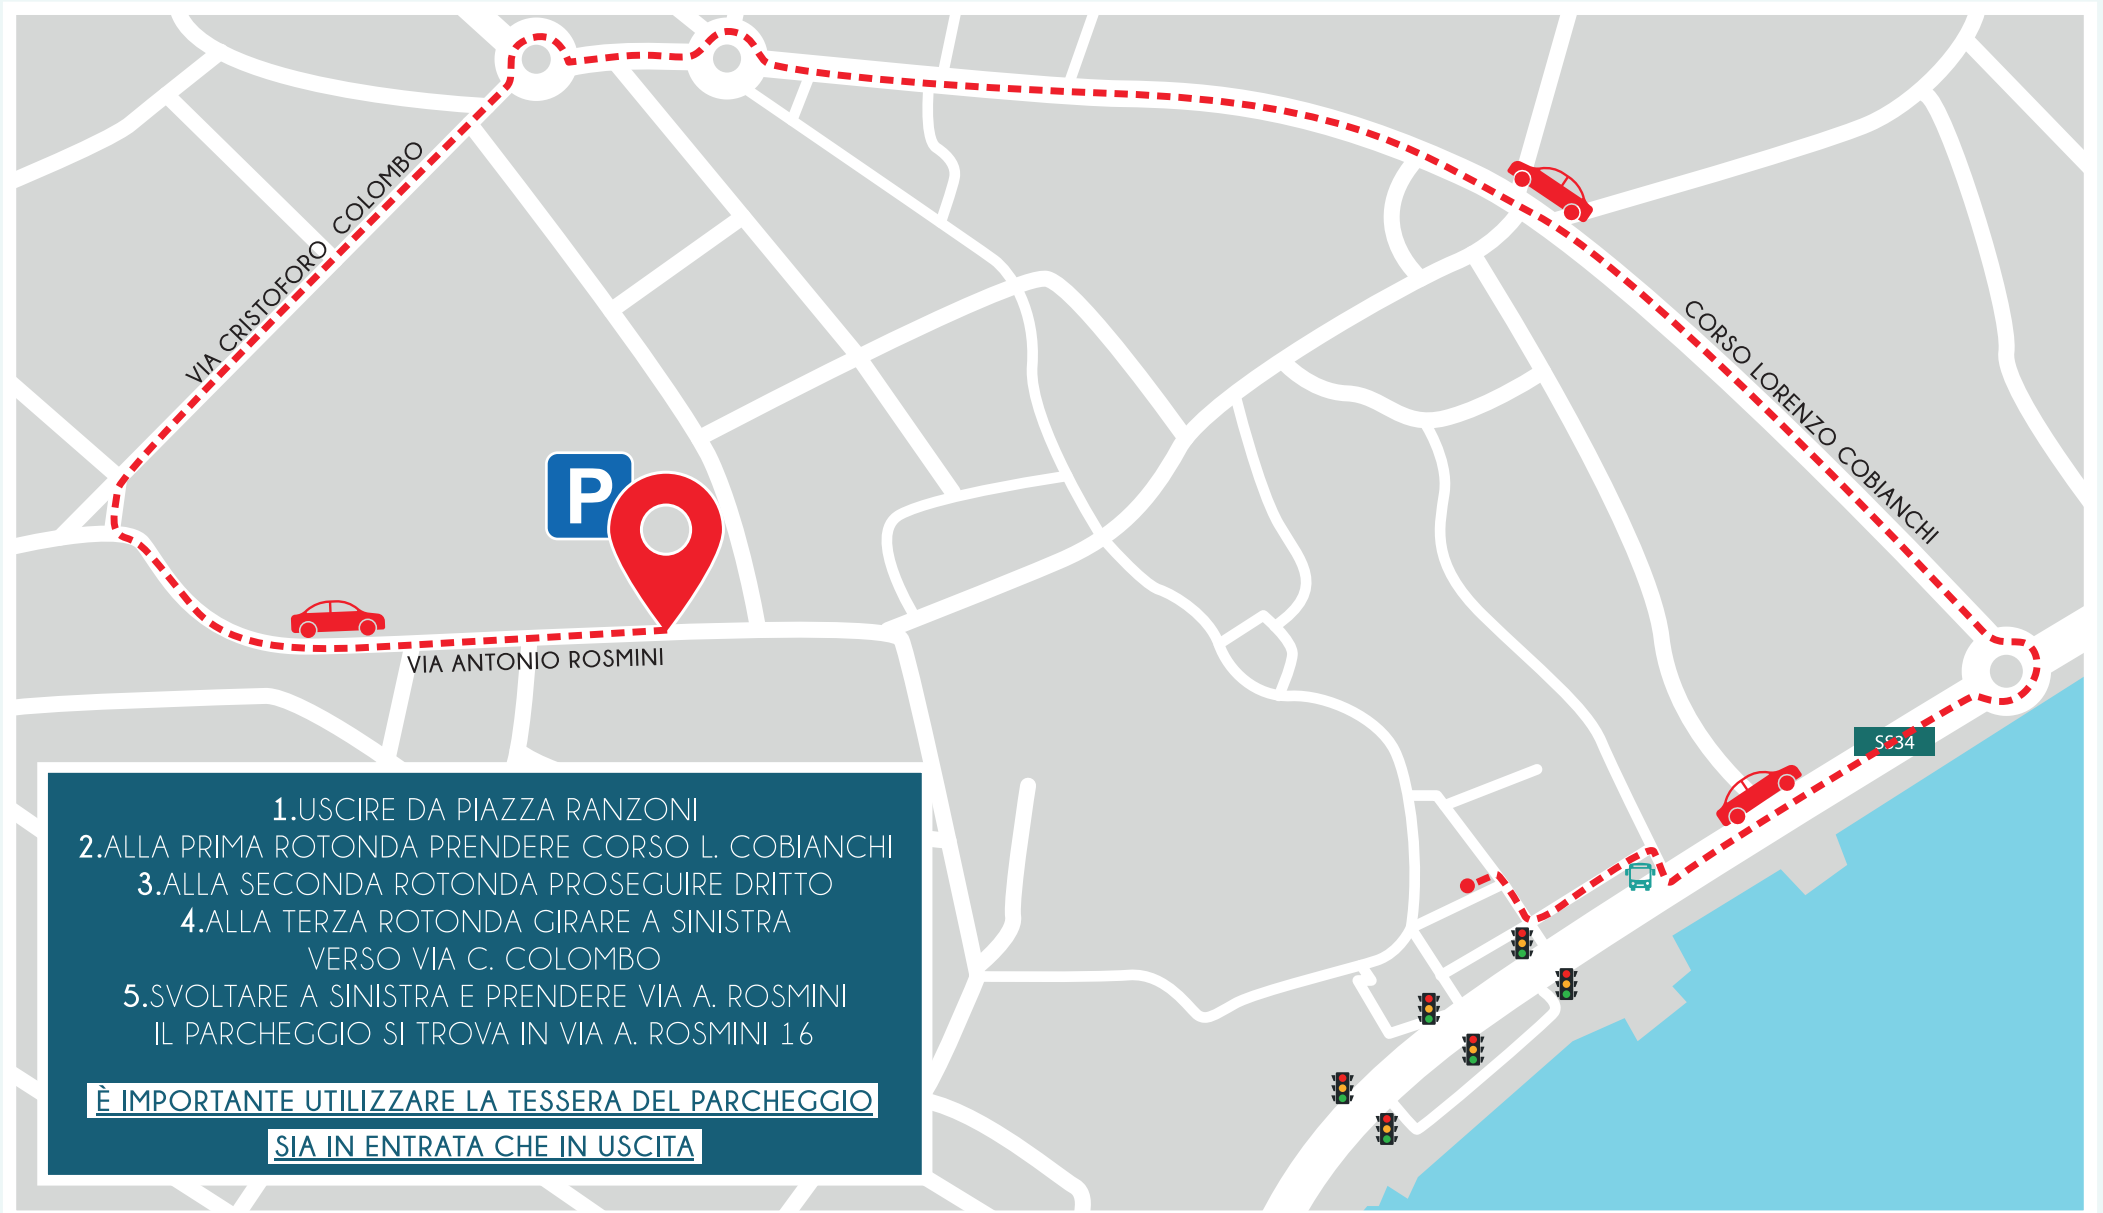 VIA CRISTOFORO COLOMBO
CORSO LORENZO COBIANCHI
P
VIA ANTONIO ROSMINI
SS34
1.USCIRE DA PIAZZA RANZONI
2.ALLA PRIMA ROTONDA PRENDERE CORSO L. COBIANCHI
3.ALLA SECONDA ROTONDA PROSEGUIRE DRITTO
4.ALLA TERZA ROTONDA GIRARE A SINISTRA
VERSO VIA C. COLOMBO
5.SVOLTARE A SINISTRA E PRENDERE VIA A. ROSMINI
IL PARCHEGGIO SI TROVA IN VIA A. ROSMINI 16
È IMPORTANTE UTILIZZARE LA TESSERA DEL PARCHEGGIO
SIA IN ENTRATA CHE IN USCITA